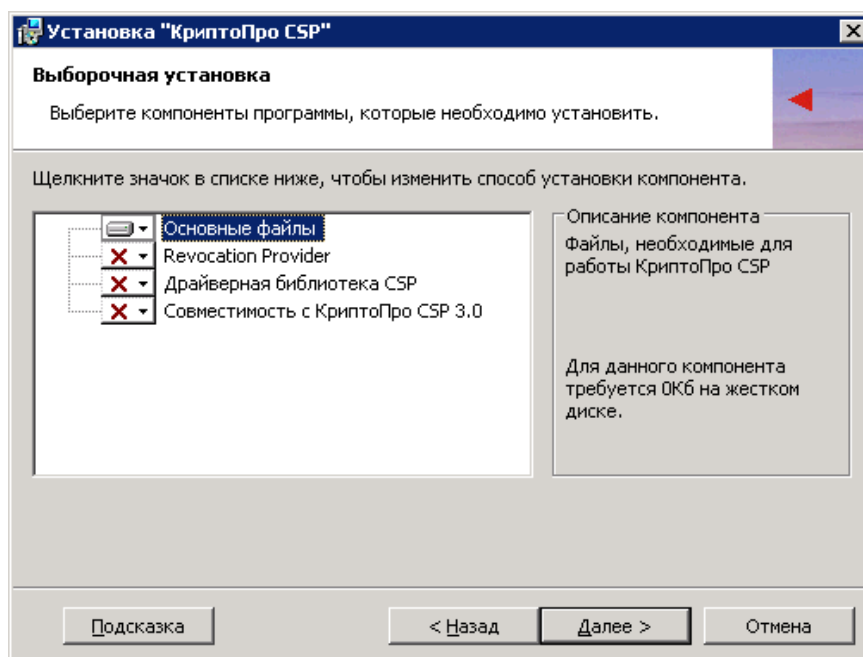 Установка "КриптоПро CSP"
Выборочная установка
Выберите компоненты программы, которые необходимо установить.
Щелкните значок в списке ниже, чтобы изменить способ установки компонента.
Основные файлы
Revocation Provider
Драйверная библиотека CSP
Совместимость с КриптоПро CSP 3.0
Описание компонента
Файлы, необходимые для
работы КриптоПро CSP
Для данного компонента
требуется 0Кб на жестком
диске.
Подсказка
< Назад
Далее >
Отмена